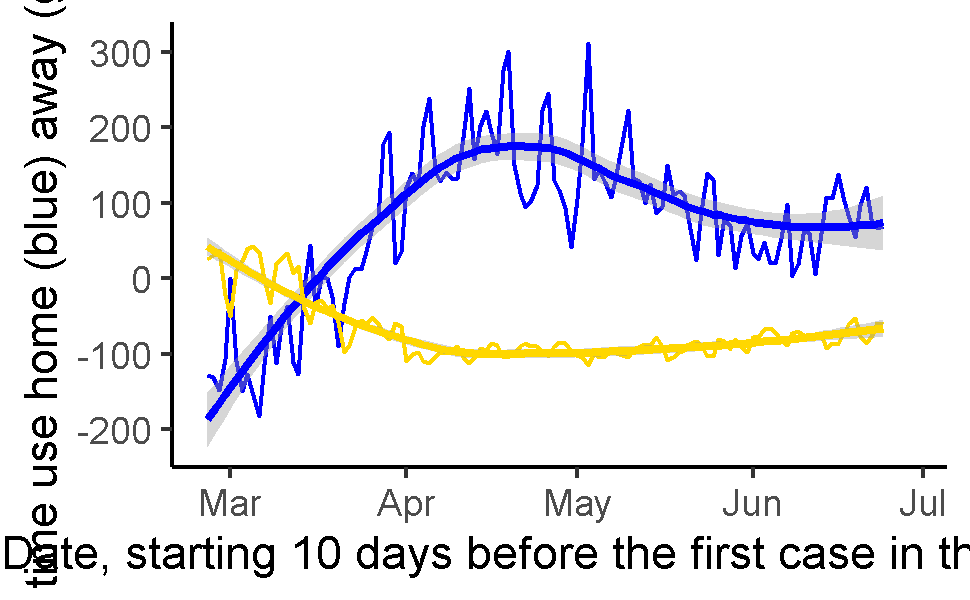 time use home (blue) away (
300
200
100
0
-100
-200
Mar Apr May Jun Jul
Date, starting 10 days before the first case in th